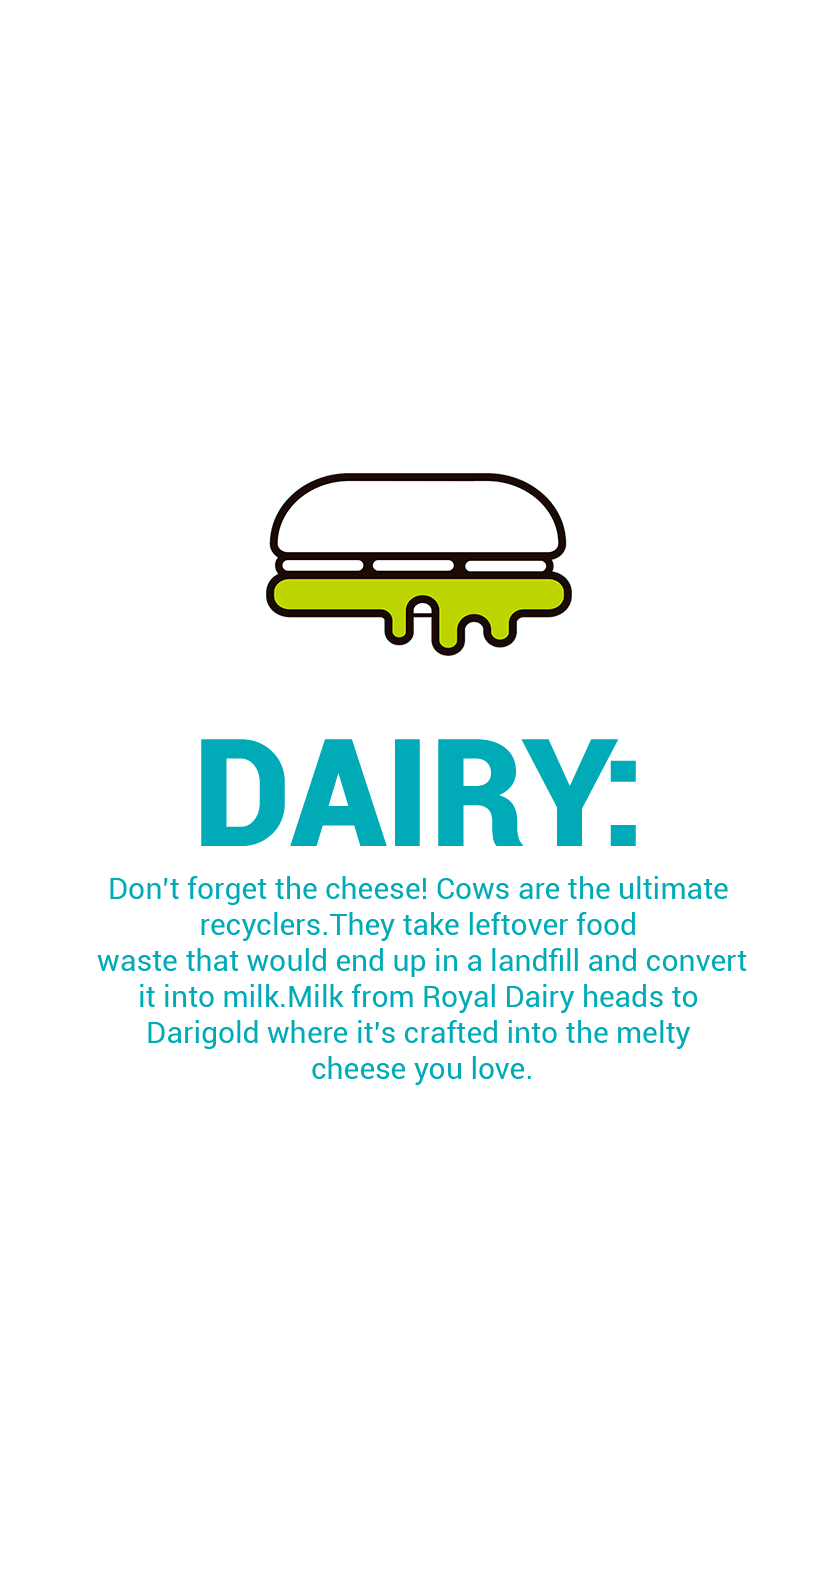 DAIRY:
Don't forget the cheese! Cows are the ultimate
recyclers.They take leftover food
waste that would end up in a landfill and convert
it into milk.Milk from Royal Dairy heads to
Darigold where it's crafted into the melty
cheese you love.